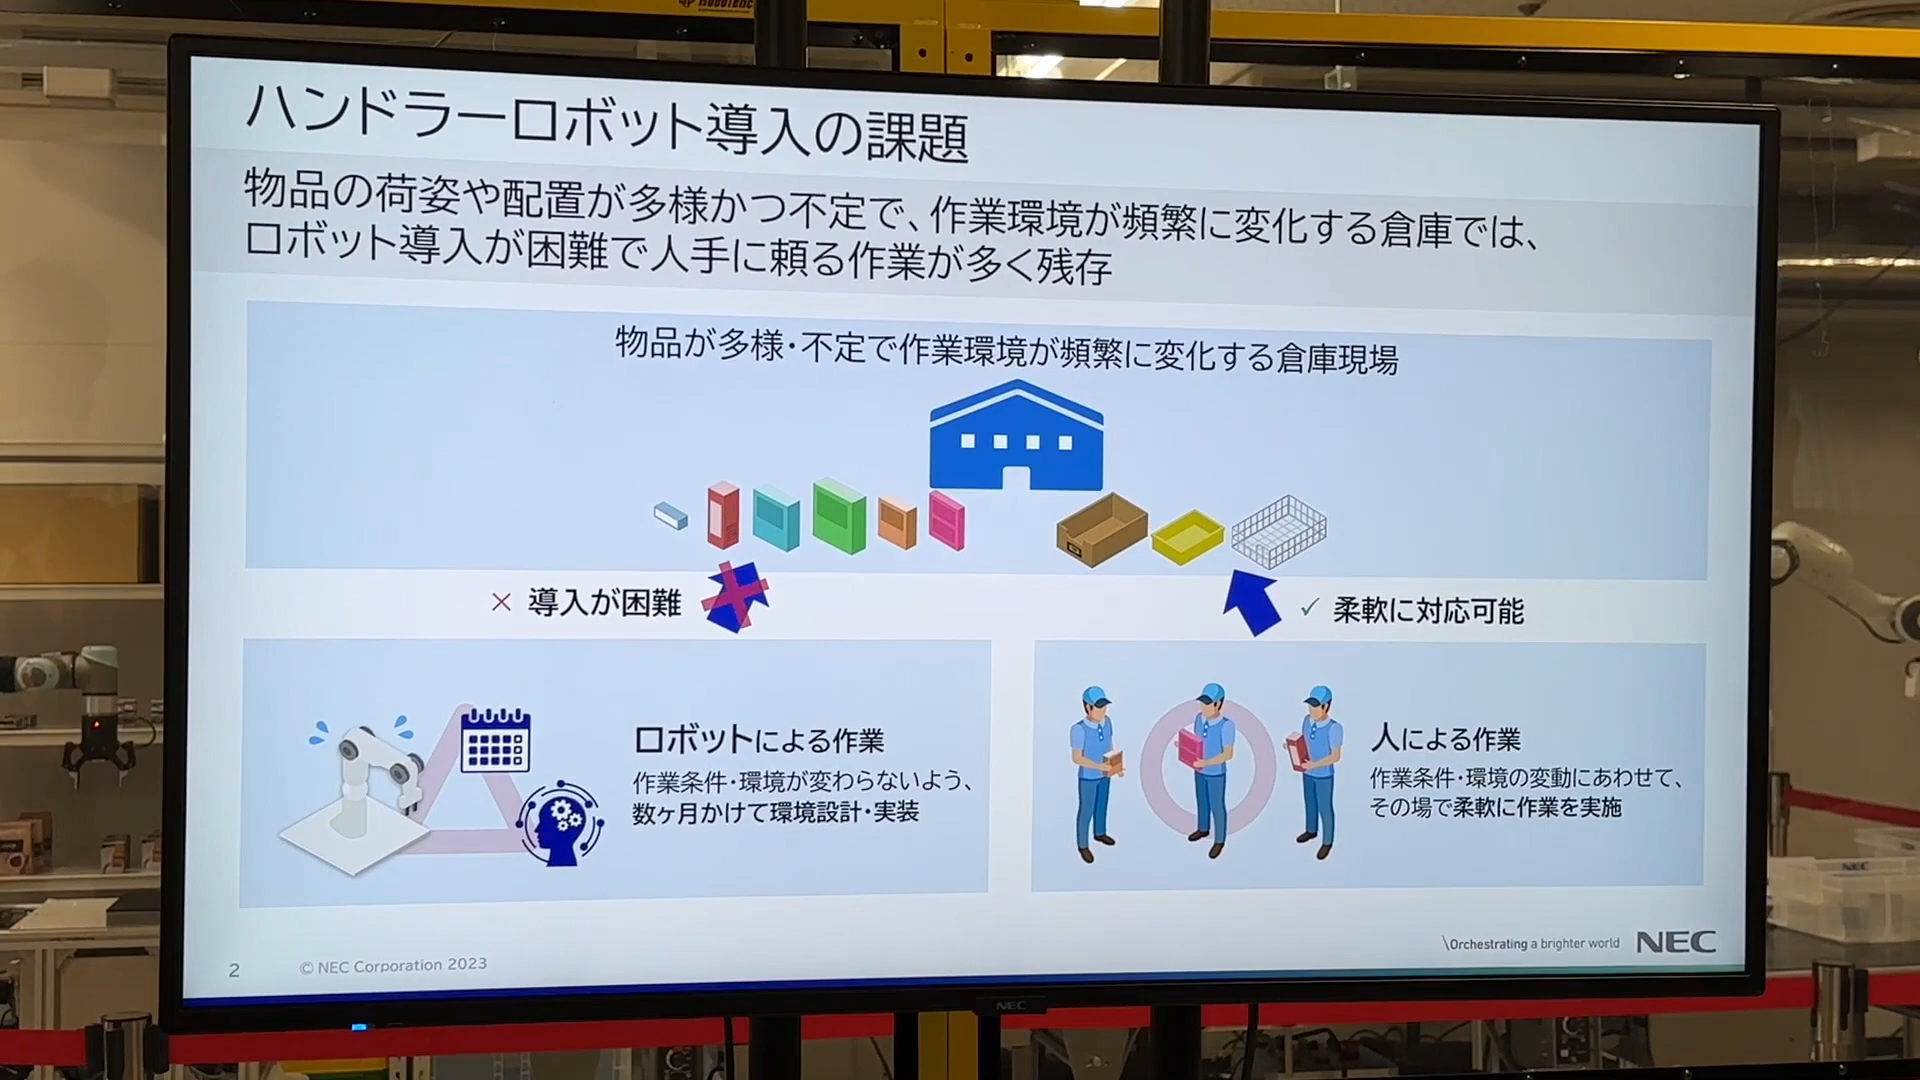 ハンドラーロボット導入の課題
物品の荷姿や配置が多様かつ不定で、作業環境が頻繁に変化する倉庫では、
ロボット導入が困難で人手に頼る作業が多く残存
物品が多様・不定で作業環境が頻繁に変化する倉庫現場
× 導入が困難
✓ 柔軟に対応可能
ロボットによる作業
作業条件・環境が変わらないよう、
数ヶ月かけて環境設計・実装
人による作業
作業条件・環境の変動にあわせて、
その場で柔軟に作業を実施
2
© NEC Corporation 2023
\Orchestrating a brighter world
NEC
NEC
NEC